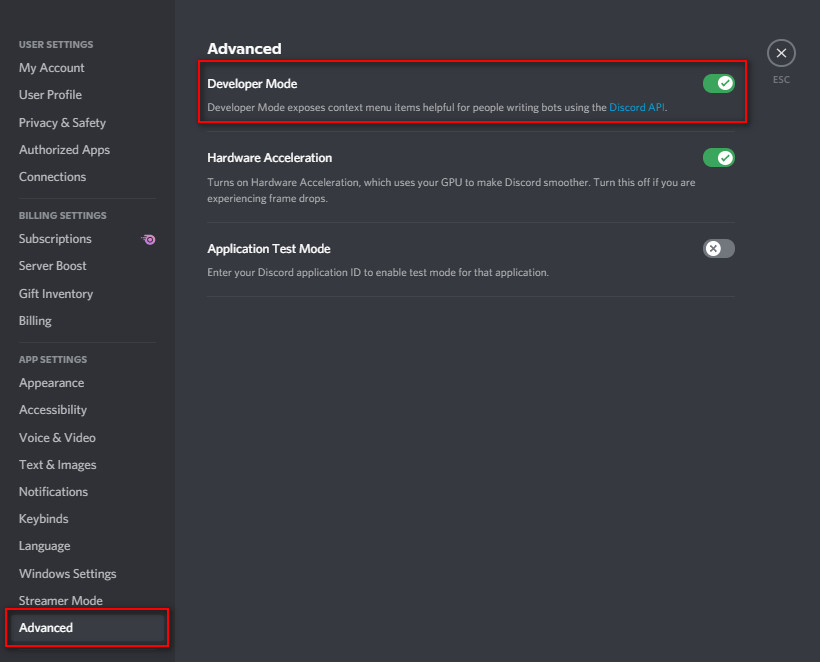 USER SETTINGS
My Account
User Profile
Privacy & Safety
Authorized Apps
Connections
BILLING SETTINGS
Subscriptions
Server Boost
Gift Inventory
Billing
APP SETTINGS
Appearance
Accessibility
Voice & Video
Text & Images
Notifications
Keybinds
Language
Windows Settings
Streamer Mode
Advanced
Advanced
Developer Mode
Developer Mode exposes context menu items helpful for people writing bots using the Discord API.
Hardware Acceleration
Turns on Hardware Acceleration, which uses your GPU to make Discord smoother. Turn this off if you are
experiencing frame drops.
Application Test Mode
Enter your Discord application ID to enable test mode for that application.
ESC